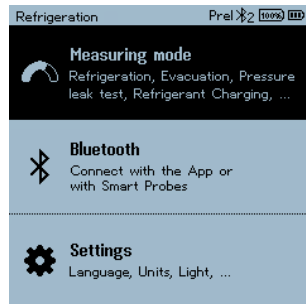 Refrigeration Prel 2 100%
Measuring mode
Refrigeration, Evacuation, Pressure
leak test, Refrigerant Charging, ...
Bluetooth
Connect with the App or
with Smart Probes
Settings
Language, Units, Light, ...